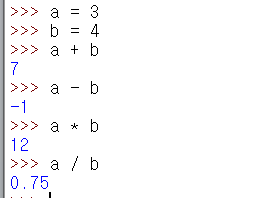 >>> a = 3
>>> b = 4
>>> a + b
7
>>> a - b
-1
>>> a * b
12
>>> a / b
0.75
>>>